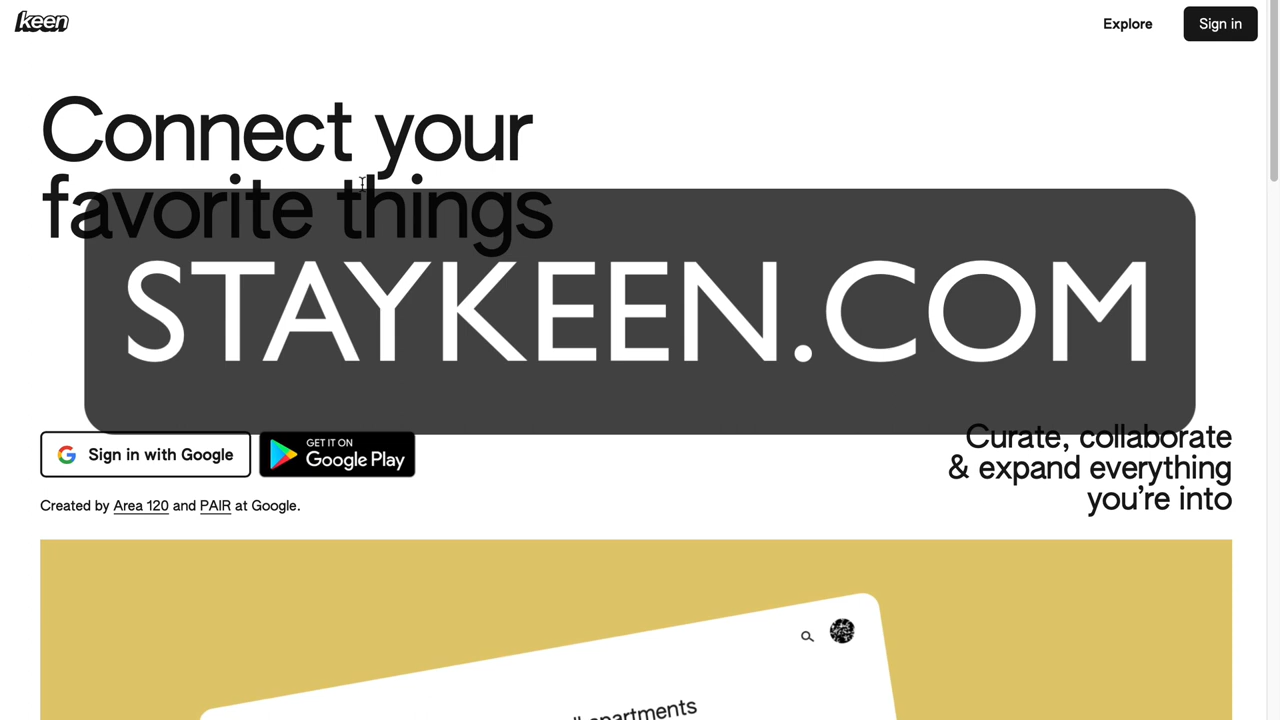 keen
Explore
Sign in
Connect your
favorite things
STAYKEEN.COM
Sign in with Google
GET IT ON
Google Play
Curate, collaborate
& expand everything
you're into
Created by Area 120 and PAIR at Google.
apartments